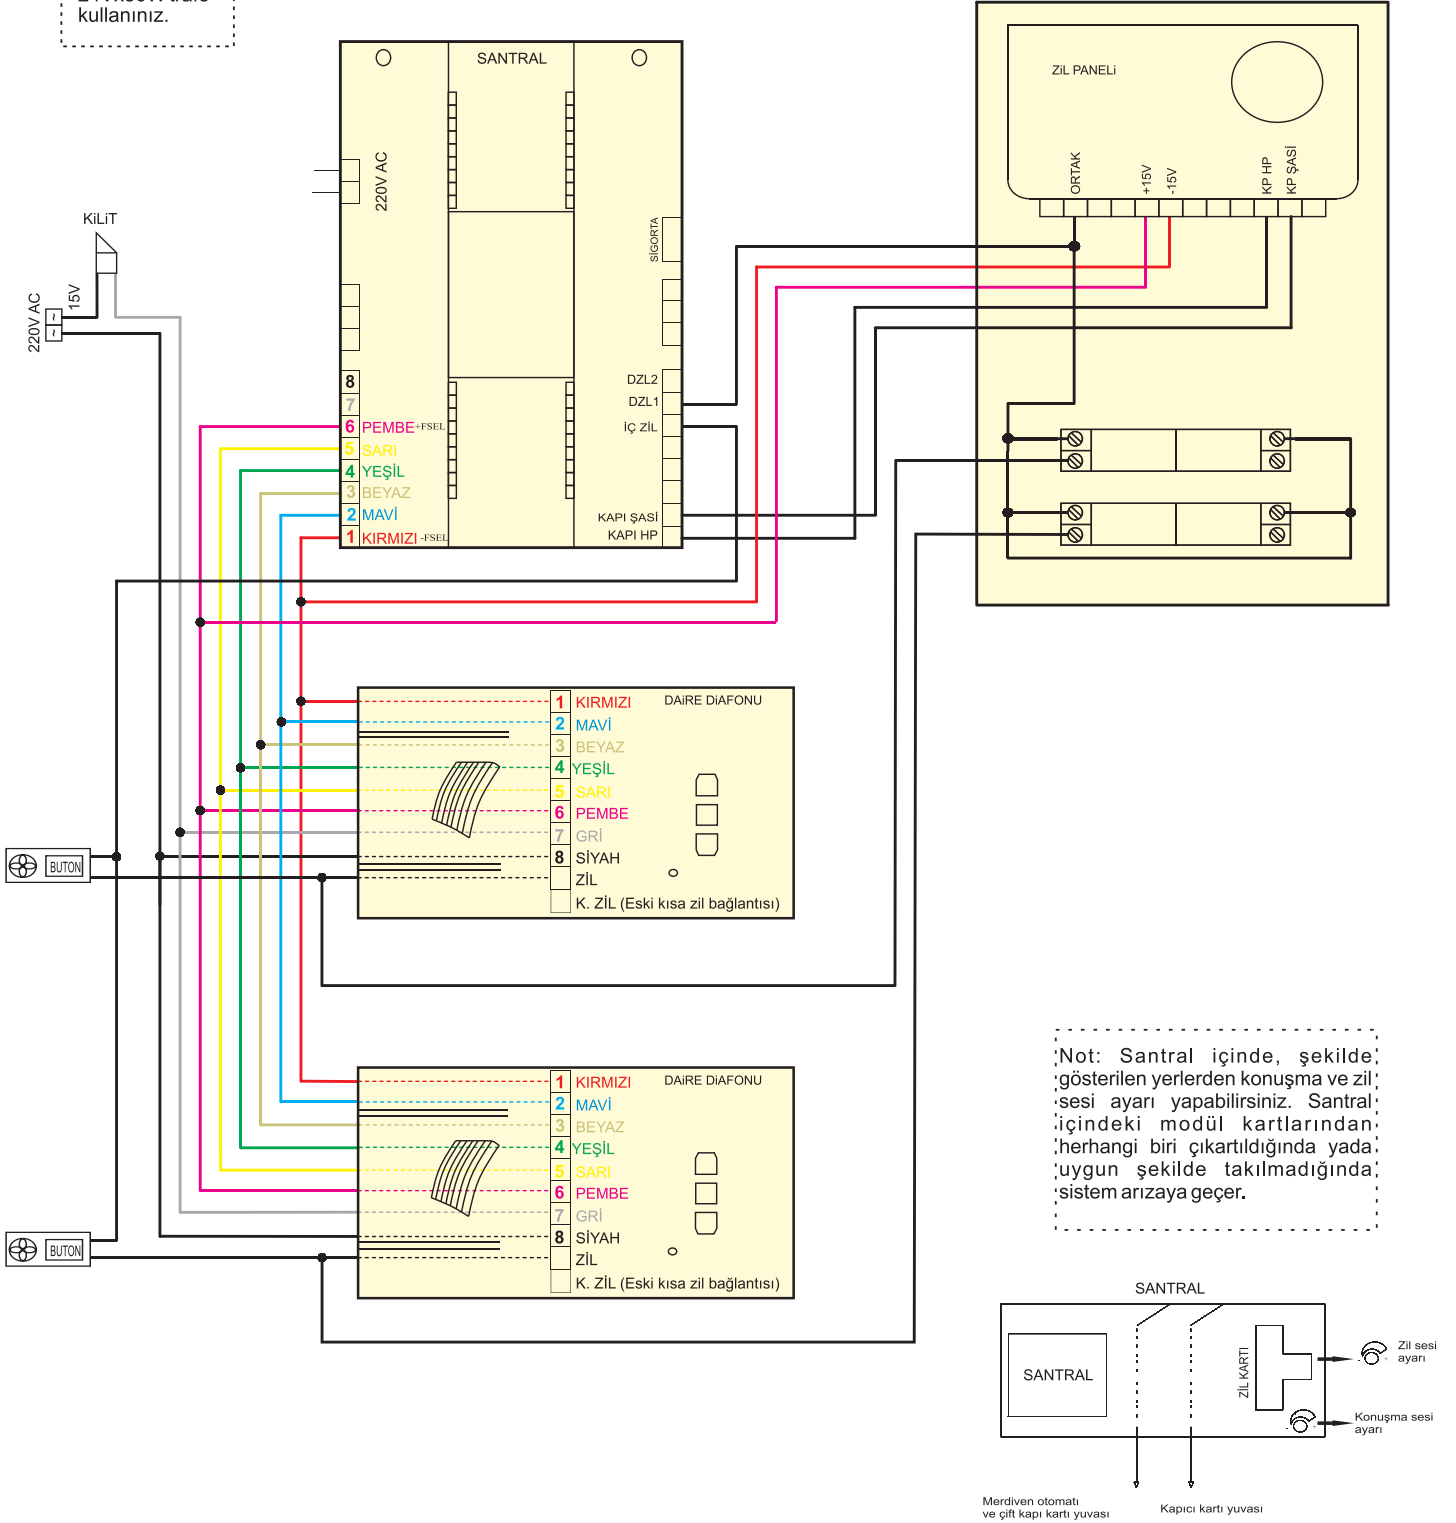 kullanınız.
SANTRAL
220V AC
SİGORTA
8
7
6 PEMBE+FSEL
5 SARI
4 YEŞİL
3 BEYAZ
2 MAVİ
1 KIRMIZI -FSEL
DZL2
DZL1
İÇ ZİL
KAPI ŞASİ
KAPI HP
ZİL PANELi
ORTAK
+15V
-15V
KP HP
KP ŞASİ
KiLiT
15V
220V AC
~
~
DAiRE DiAFONU
1 KIRMIZI
2 MAVİ
3 BEYAZ
4 YEŞİL
5 SARI
6 PEMBE
7 GRİ
8 SİYAH
ZİL
K. ZİL (Eski kısa zil bağlantısı)
BUTON
DAiRE DiAFONU
1 KIRMIZI
2 MAVİ
3 BEYAZ
4 YEŞİL
5 SARI
6 PEMBE
7 GRİ
8 SİYAH
ZİL
K. ZİL (Eski kısa zil bağlantısı)
BUTON
Not: Santral içinde, şekilde
gösterilen yerlerden konuşma ve zil
sesi ayarı yapabilirsiniz. Santral
içindeki modül kartlarından
herhangi biri çıkartıldığında yada
uygun şekilde takılmadığında
sistem arızaya geçer.
SANTRAL
SANTRAL
ZİL KARTI
Zil sesi
ayarı
Konuşma sesi
ayarı
Merdiven otomatı
ve çift kapı kartı yuvası
Kapıcı kartı yuvası